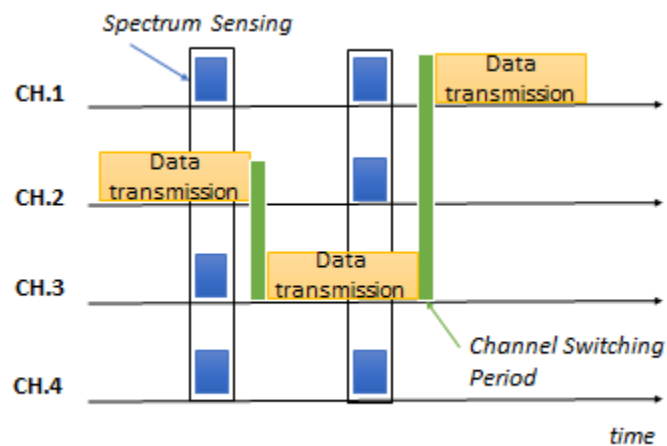 Spectrum Sensing
CH.1
Data
transmission
CH.2
Data
transmission
CH.3
Data
transmission
Channel Switching
Period
CH.4
time